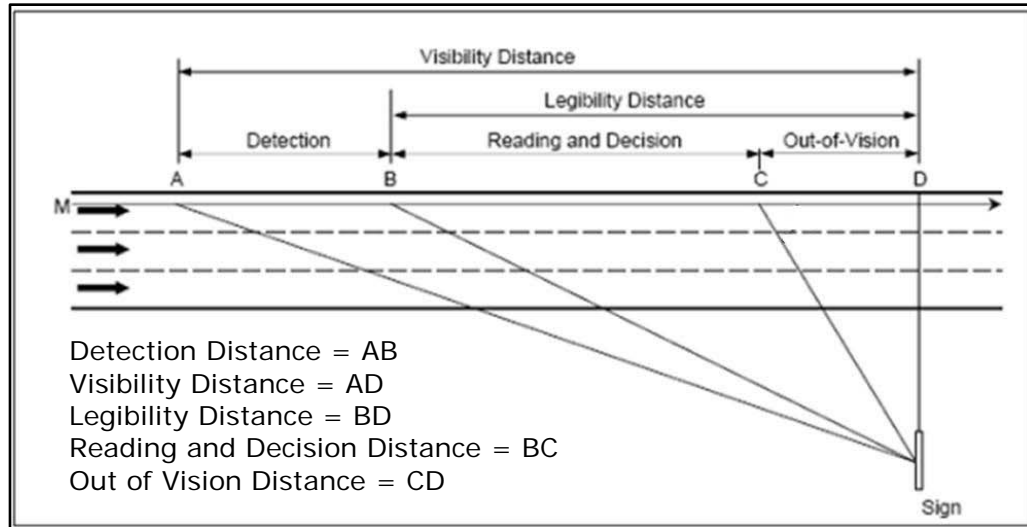 Visibility Distance
Legibility Distance
Detection Reading and Decision Out-of-Vision
A B C D
M
Detection Distance = AB
Visibility Distance = AD
Legibility Distance = BD
Reading and Decision Distance = BC
Out of Vision Distance = CD
Sign